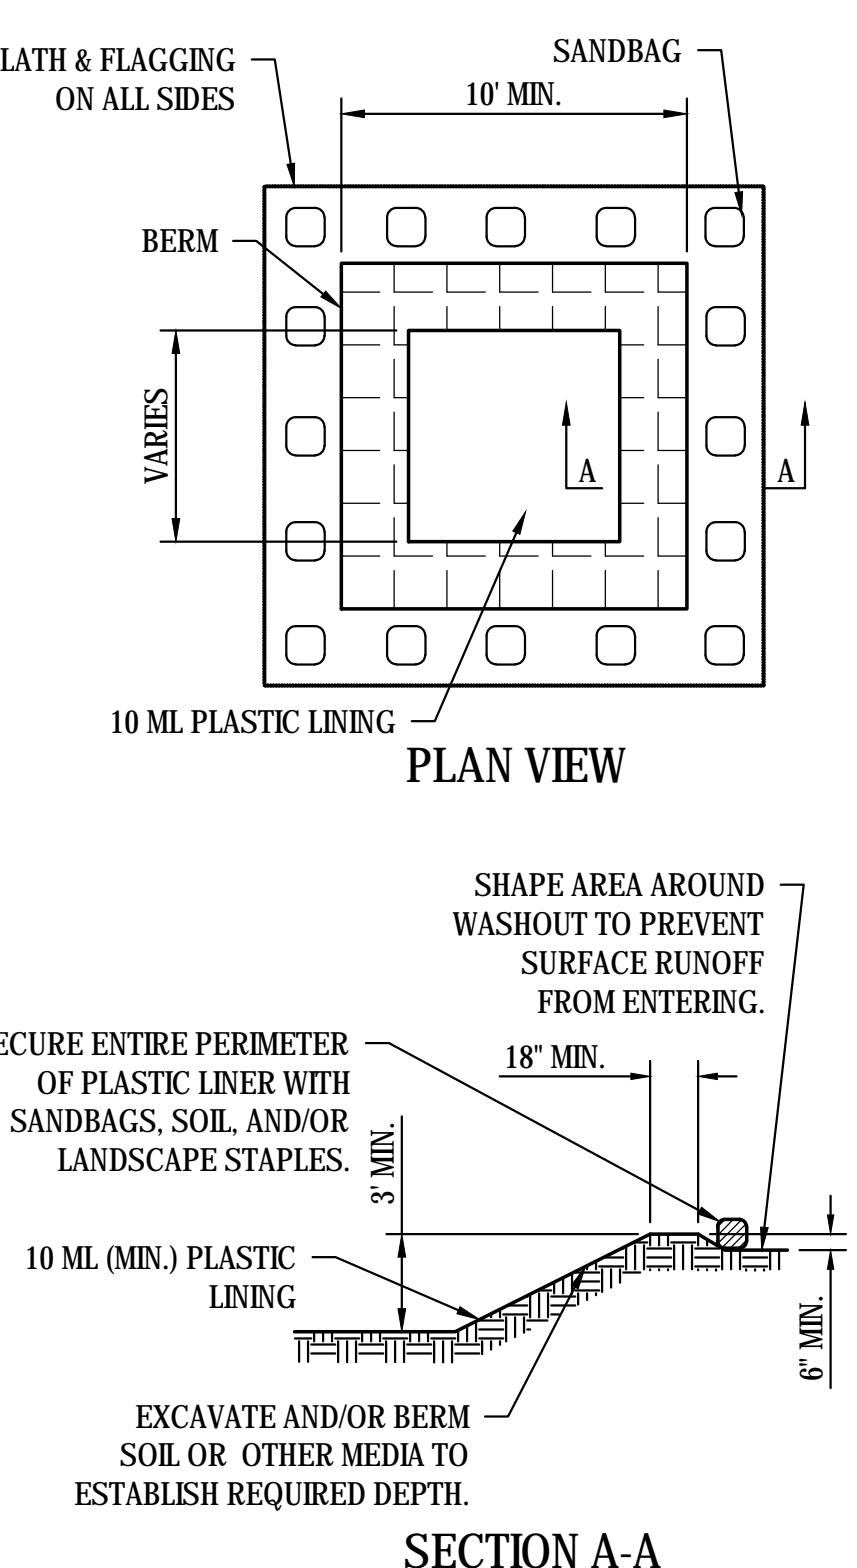 LATH & FLAGGING
ON ALL SIDES
SANDBAG
10' MIN.
BERM
VARIES
A
A
10 ML PLASTIC LINING
PLAN VIEW
SHAPE AREA AROUND
WASHOUT TO PREVENT
SURFACE RUNOFF
FROM ENTERING.
ECURE ENTIRE PERIMETER
OF PLASTIC LINER WITH
SANDBAGS, SOIL, AND/OR
LANDSCAPE STAPLES.
18" MIN.
3' MIN.
10 ML (MIN.) PLASTIC
LINING
6" MIN.
EXCAVATE AND/OR BERM
SOIL OR OTHER MEDIA TO
ESTABLISH REQUIRED DEPTH.
SECTION A-A